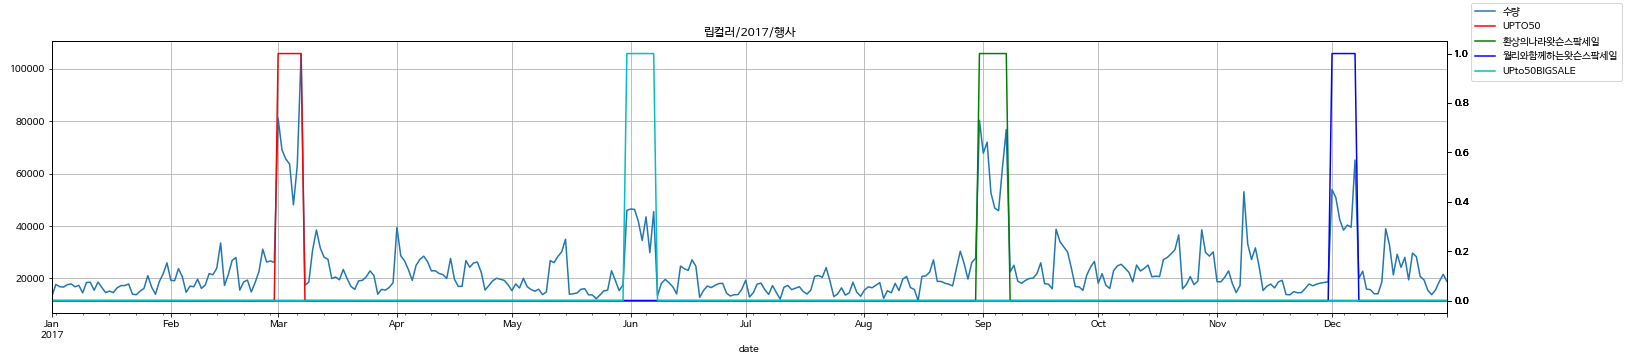 립컬러/2017/행사
수량
UPTO50
환상의나라왓슨스팍세일
월리와함께하는왓슨스팍세일
UPto50BIGSALE
100000
80000
60000
40000
20000
1.0
0.8
0.6
0.4
0.2
0.0
Jan Feb Mar Apr May Jun Jul Aug Sep Oct Nov Dec
2017
date